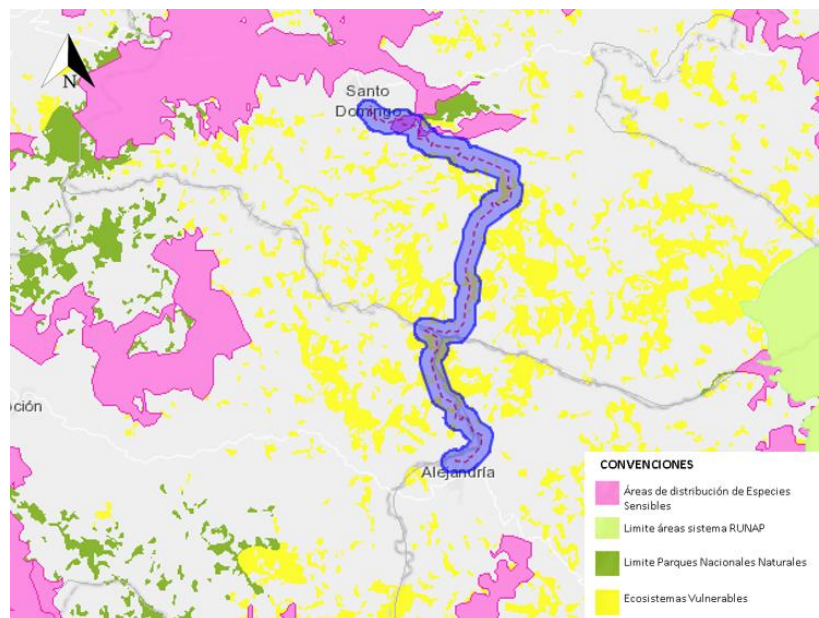 N
Santo
Domingo
oción
Alejandría
CONVENCIONES
Áreas de distribución de Especies
Sensibles
Limite áreas sistema RUNAP
Limite Parques Nacionales Naturales
Ecosistemas Vulnerables